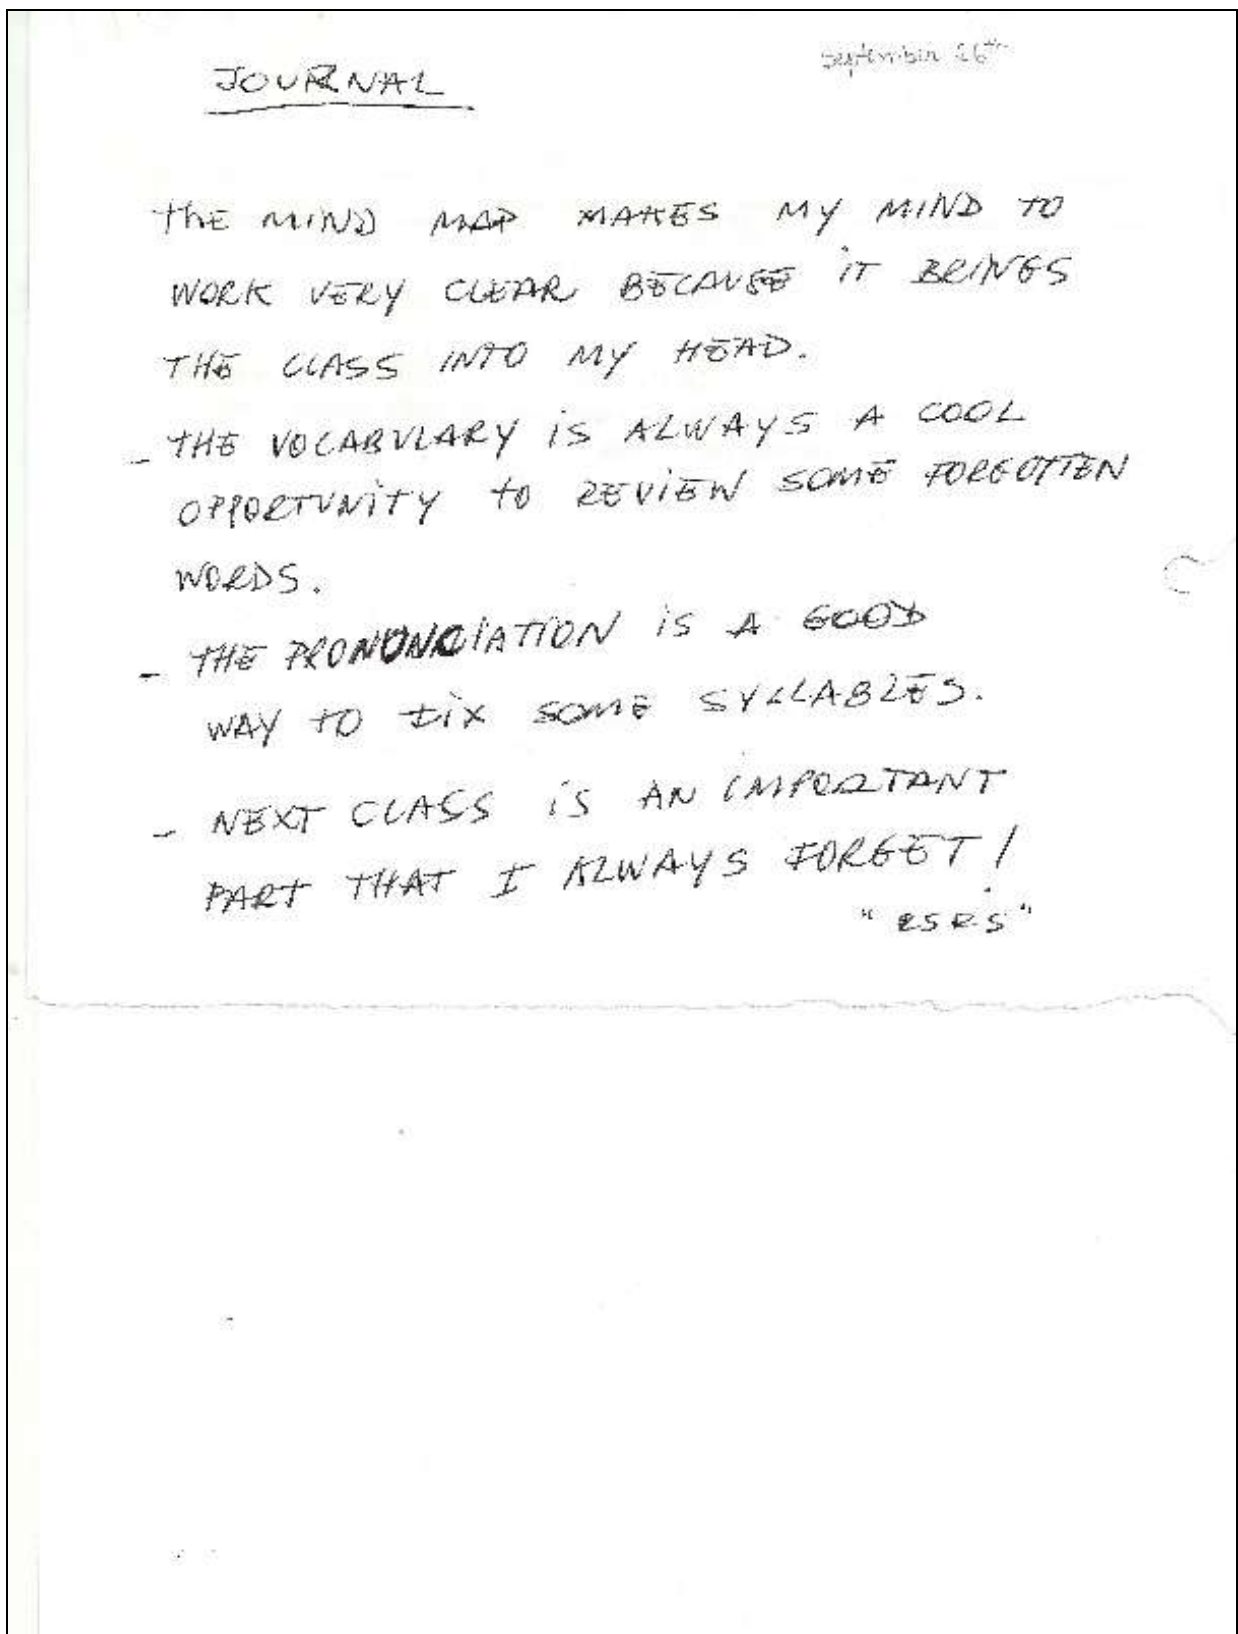 September 26th
JOURNAL
THE MIND MAP MAKES MY MIND TO
WORK VERY CLEAR BECAUSE IT BRINGS
THE CLASS INTO MY HEAD.
- THE VOCABULARY IS ALWAYS A COOL
OPPORTUNITY TO REVIEW SOME FORGOTTEN
WORDS.
- THE PRONUNCIATION IS A GOOD
WAY TO FIX SOME SYLLABLES.
- NEXT CLASS IS AN IMPORTANT
PART THAT I ALWAYS FORGET!